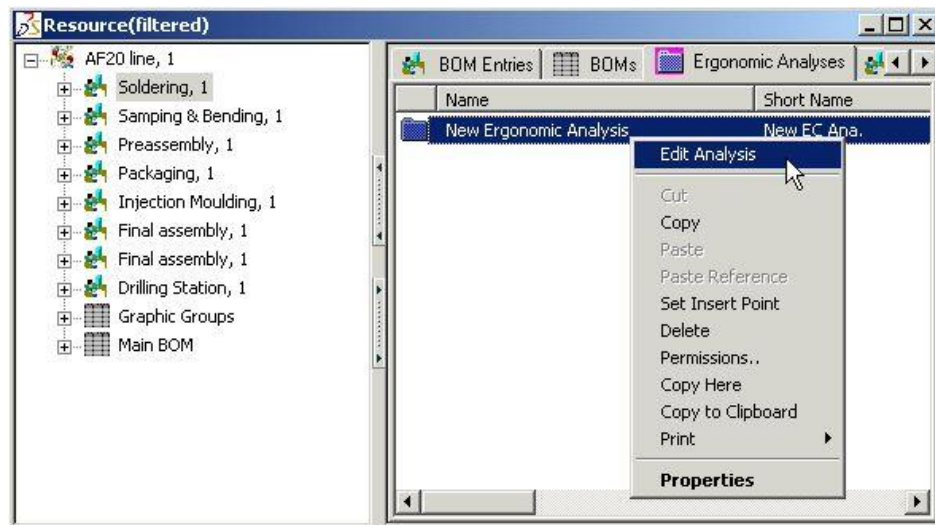 Resource(filtered)
AF20 line, 1
Soldering, 1
Samping & Bending, 1
Preassembly, 1
Packaging, 1
Injection Moulding, 1
Final assembly, 1
Final assembly, 1
Drilling Station, 1
Graphic Groups
Main BOM
BOM Entries
BOMs
Ergonomic Analyses
Name
Short Name
New Ergonomic Analysis
New EC Ana.
Edit Analysis
Cut
Copy
Paste
Paste Reference
Set Insert Point
Delete
Permissions..
Copy Here
Copy to Clipboard
Print
Properties